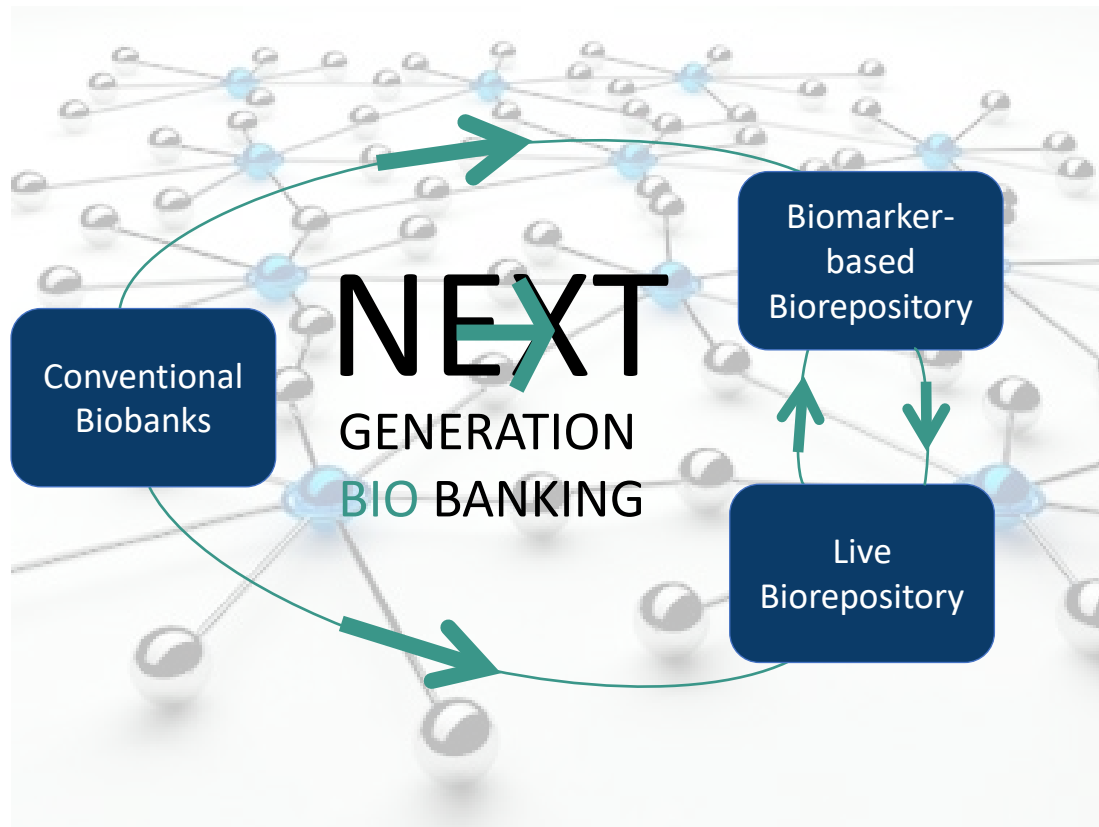 Biomarker-
based
Biorepository
NEXT
Conventional
Biobanks
GENERATION
BIO BANKING
Live
Biorepository